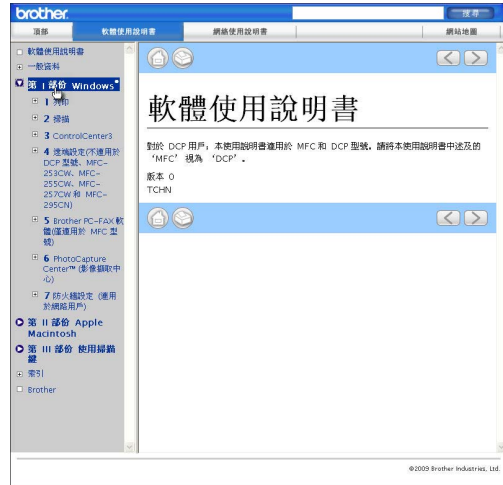 brother.
搜尋
頂部
軟體使用說明書
網絡使用說明書
網站地圖
軟體使用說明書
一般資料
第 I 部份 Windows®
1 列印
2 掃描
3 ControlCenter3
4 遠端設定(不適用於
DCP 型號、MFC-
253CW、MFC-
255CW、MFC-
257CW 和 MFC-
295CN)
5 Brother PC-FAX 軟
體(僅適用於 MFC 型
號)
6 PhotoCapture
Center™ (影像擷取中
心)
7 防火牆設定 (適用
於網路用戶)
第 II 部份 Apple
Macintosh
第 III 部份 使用掃描
鍵
索引
Brother
軟體使用說明書
對於 DCP 用戶：本使用說明書適用於 MFC 和 DCP 型號。請將本使用說明書中述及的
‘MFC’ 視為 ‘DCP’。
版本 0
TCHN
©2009 Brother Industries, Ltd.